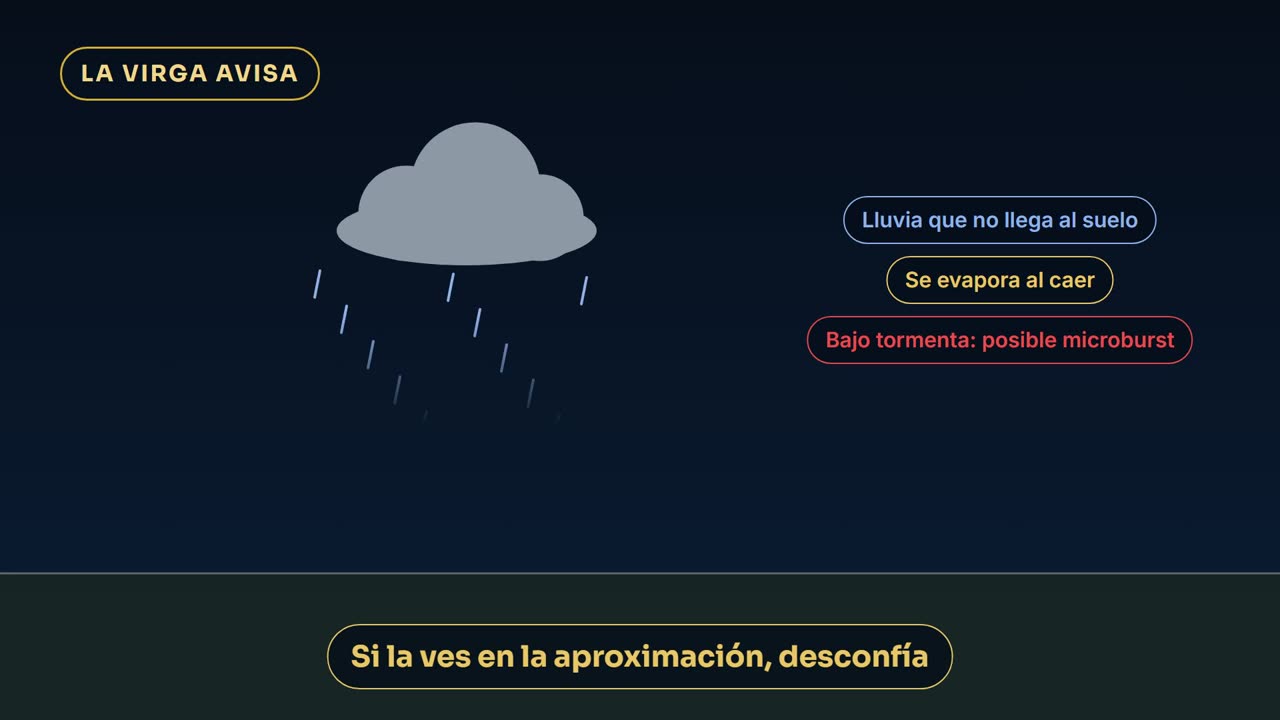 LA VIRGA AVISA
Lluvia que no llega al suelo
Se evapora al caer
Bajo tormenta: posible microburst
Si la ves en la aproximación, desconfía